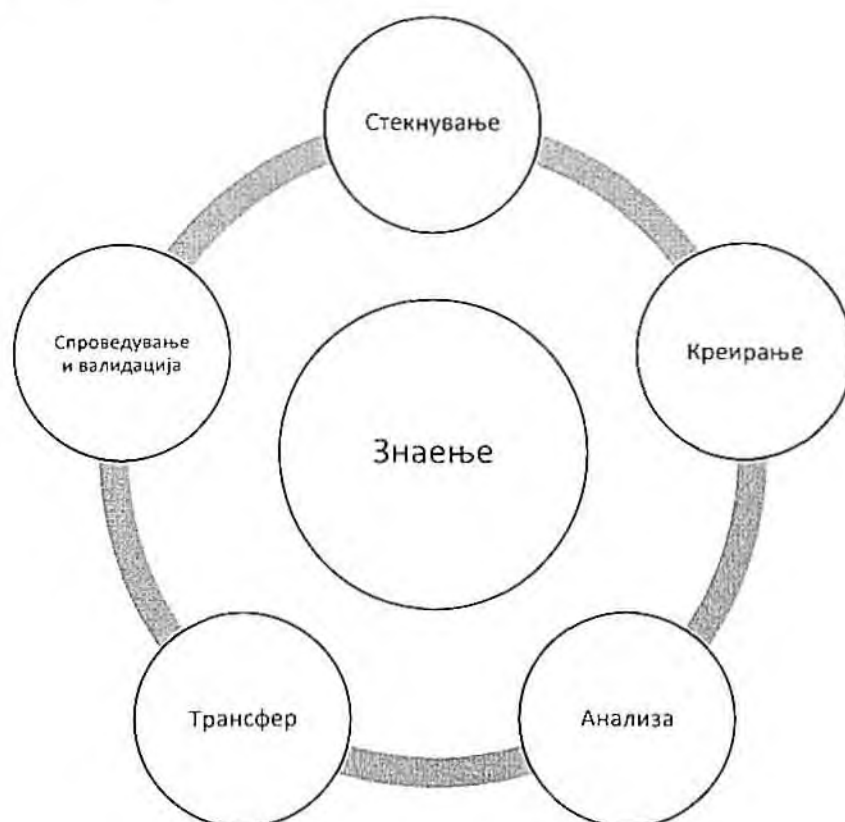 Стекнување
Креирање
Анализа
Трансфер
Спроведување
и валидација
Знаење